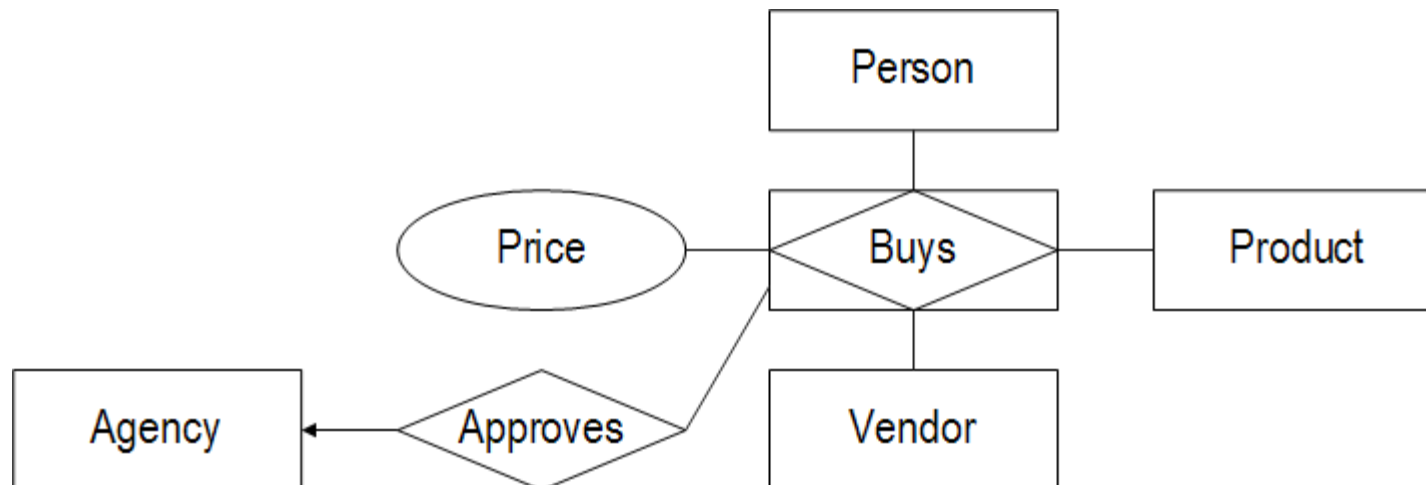 Person
Price
Buys
Product
Agency
Approves
Vendor